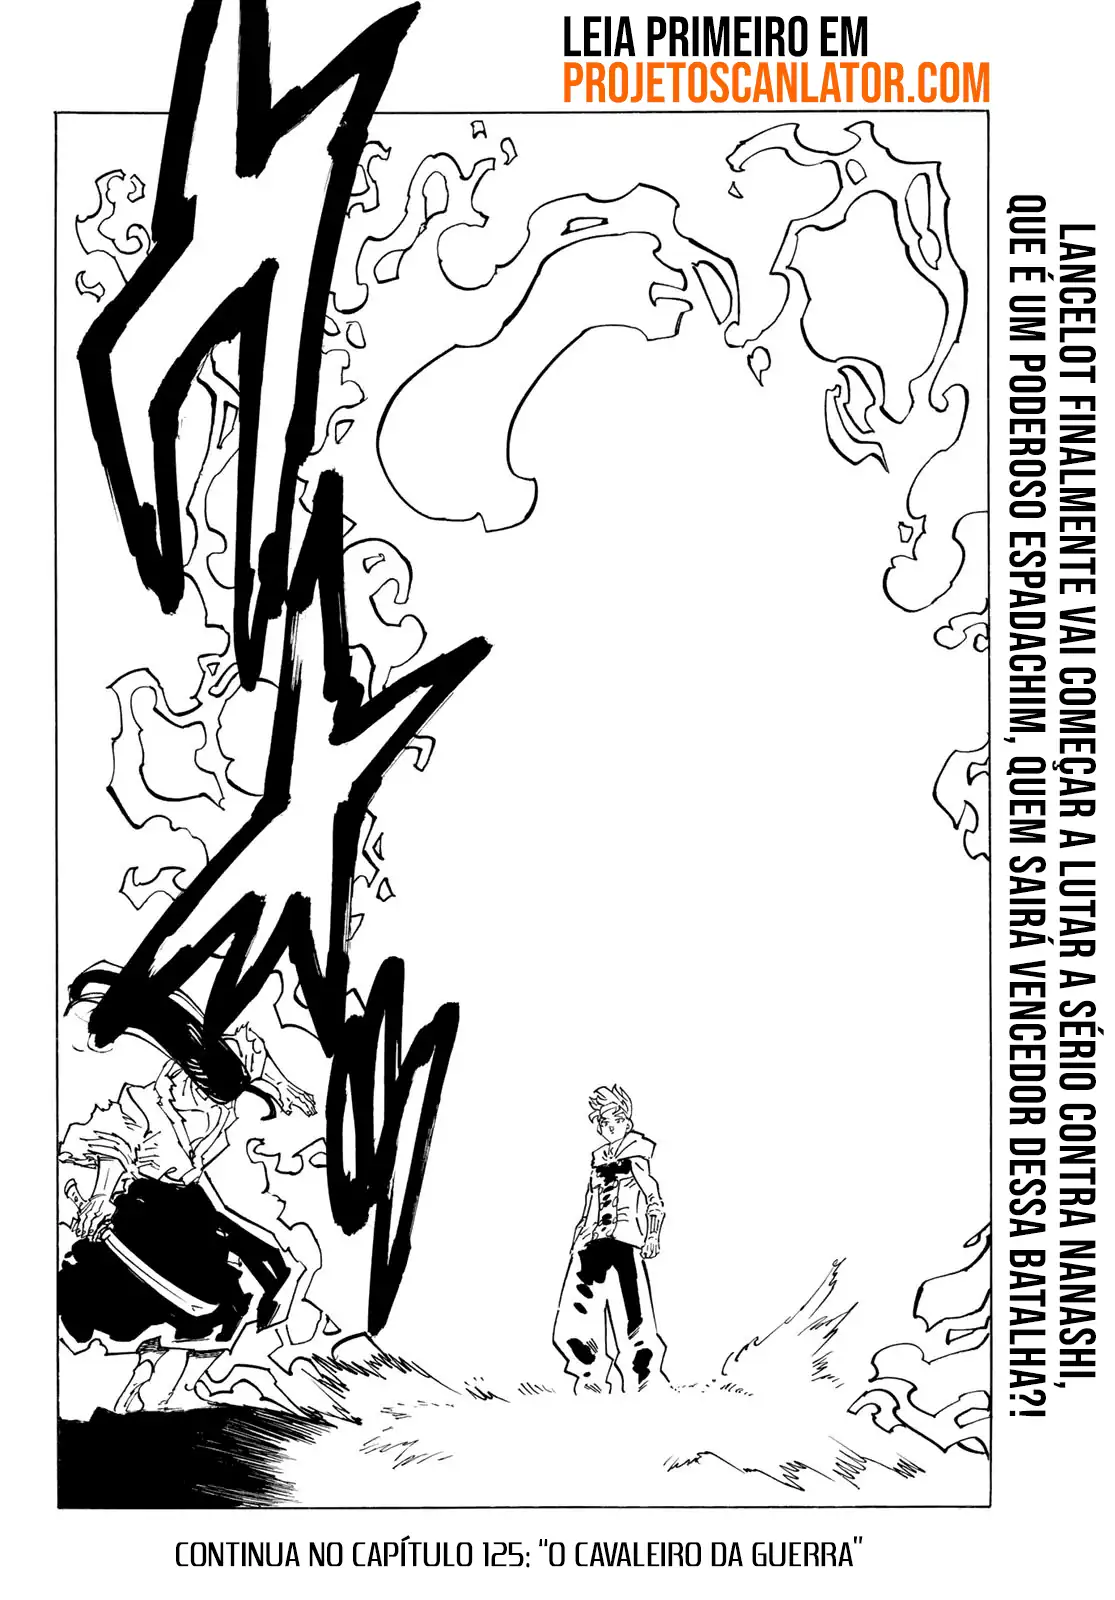 LEIA PRIMEIRO EM
PROJETOSCANLATOR.COM
LANCELOT FINALMENTE VAI COMEÇAR A LUTAR A SÉRIO CONTRA NANASHI,
QUE É UM PODEROSO ESPADACHIM, QUEM SAIRÁ VENCEDOR DESSA BATALHA?!
CONTINUA NO CAPÍTULO 125: “O CAVALEIRO DA GUERRA”